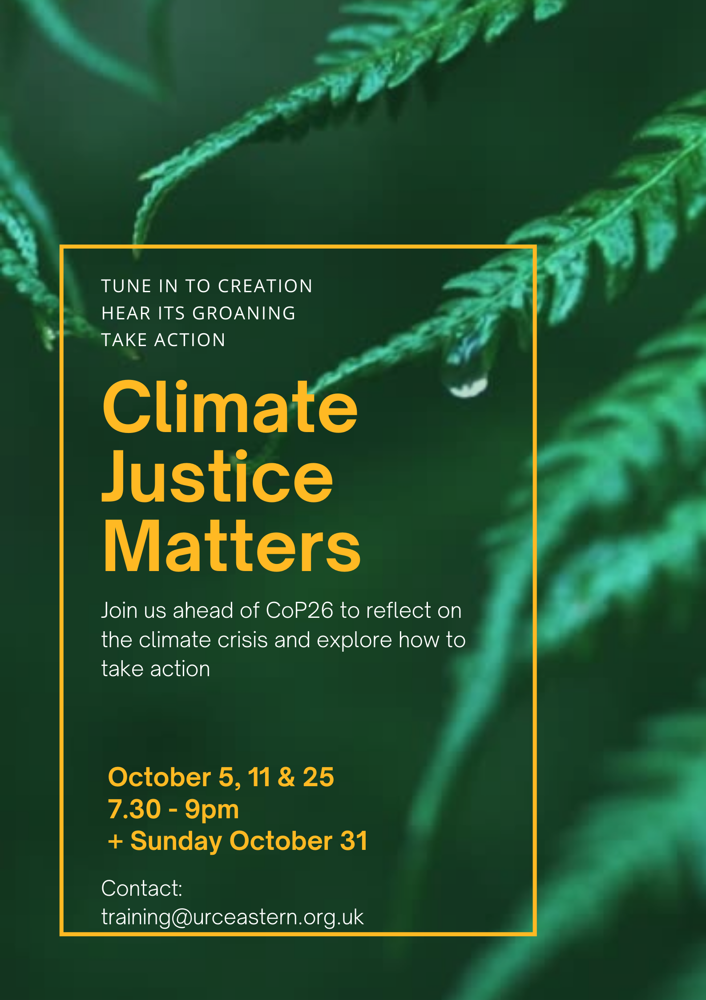 TUNE IN TO CREATION
HEAR ITS GROANING
TAKE ACTION
Climate
Justice
Matters
Join us ahead of CoP26 to reflect on
the climate crisis and explore how to
take action
October 5, 11 & 25
7.30 - 9pm
+ Sunday October 31
Contact:
training@urceastern.org.uk